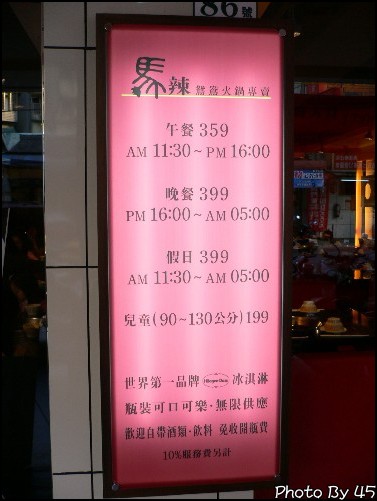 86號
馬辣 鴛鴦火鍋專賣
午餐 359
AM 11:30~PM 16:00
晚餐 399
PM 16:00~AM 05:00
假日 399
AM 11:30~AM 05:00
兒童(90~130公分)199
世界第一品牌 Häagen-Dazs 冰淇淋
瓶裝可口可樂·無限供應
歡迎自帶酒類·飲料 免收開瓶費
10%服務費另計
Photo By 45